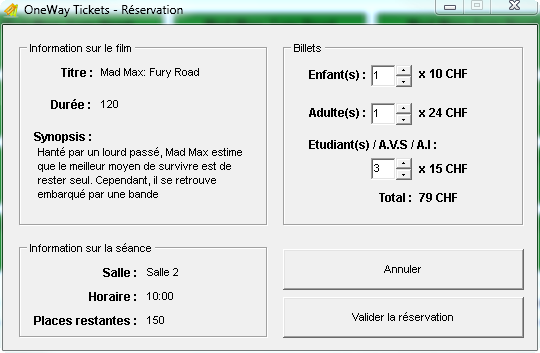 OneWay Tickets - Réservation
Information sur le film
Titre : Mad Max: Fury Road
Durée : 120
Synopsis :
Hanté par un lourd passé, Mad Max estime
que le meilleur moyen de survivre est de
rester seul. Cependant, il se retrouve
embarqué par une bande
Information sur la séance
Salle : Salle 2
Horaire : 10:00
Places restantes : 150
Billets
Enfant(s) : 1 x 10 CHF
Adulte(s) : 1 x 24 CHF
Etudiant(s) / A.V.S / A.I :
3 x 15 CHF
Total : 79 CHF
Annuler
Valider la réservation